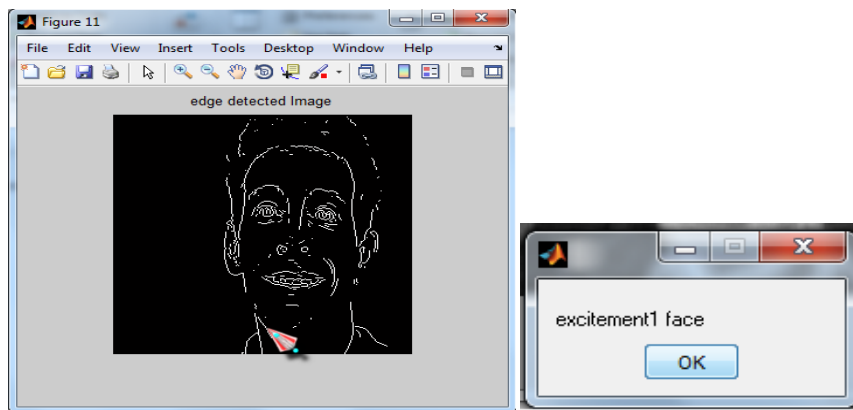 Figure 11
File Edit View Insert Tools Desktop Window Help
edge detected Image
excitement1 face
OK